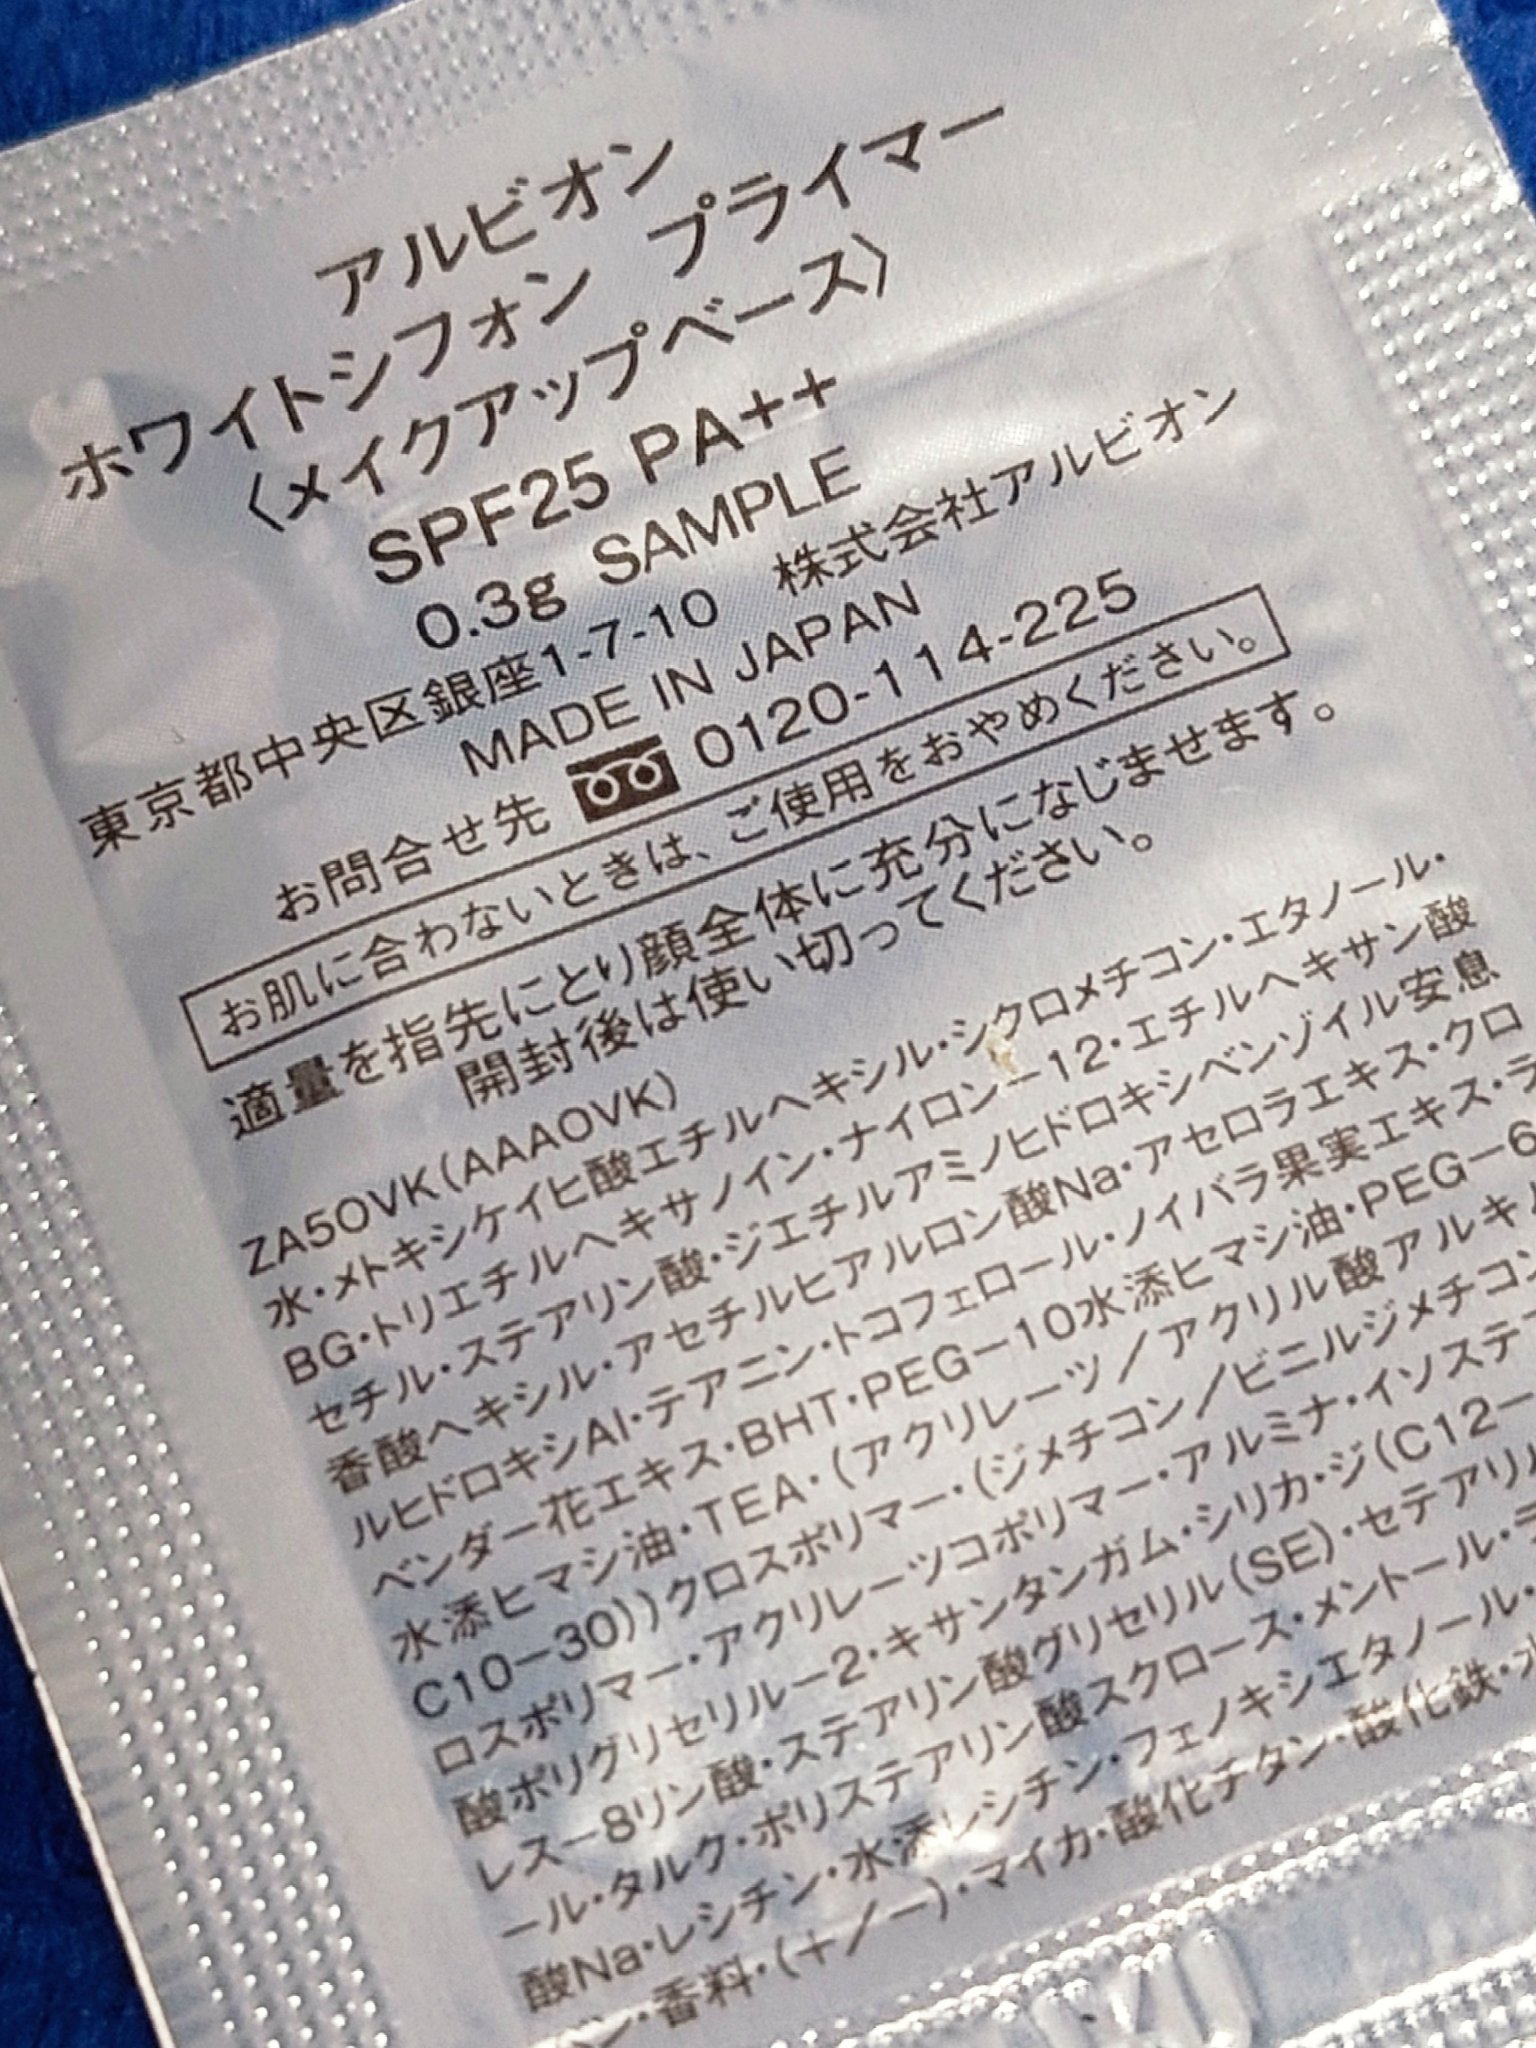 アルビオン
ホワイトシフォン プライマー
〈メイクアップベース〉
SPF25 PA++
0.3g SAMPLE
東京都中央区銀座1-7-10 株式会社アルビオン
MADE IN JAPAN
お問合せ先 0120-114-225
お肌に合わないときは、ご使用をおやめください。
適量を指先にとり顔全体に充分になじませます。
開封後は使い切ってください。
ZA5OVK(AAAOVK)
水・メトキシケイヒ酸エチルヘキシル・シクロメチコン・エタノール・
BG・トリエチルヘキサノイン・ナイロン－12・エチルヘキサン酸
セチル・ステアリン酸・ジエチルアミノヒドロキシベンゾイル安息
香酸ヘキシル・アセチルヒアルロン酸Na・アセロラエキス・クロ
ルヒドロキシAl・テアニン・トコフェロール・ノイバラ果実エキス・ラ
ベンダー花エキス・BHT・PEG－10水添ヒマシ油・PEG－6
水添ヒマシ油・TEA・(アクリレーツ／アクリル酸アルキル
C10－30))クロスポリマー・(ジメチコン／ビニルジメチコン
ロスポリマー・アクリレーツコポリマー・アルミナ・イソステア
酸ポリグリセリル－2・キサンタンガム・シリカ・ジ(C12－
レス－8リン酸・ステアリン酸グリセリル(SE)・セテアリル
ール・タルク・ポリステアリン酸スクロース・メントール・
酸Na・レシチン・水添レシチン・フェノキシエタノール・
ン・香料・(＋／－)・マイカ・酸化チタン・酸化鉄・